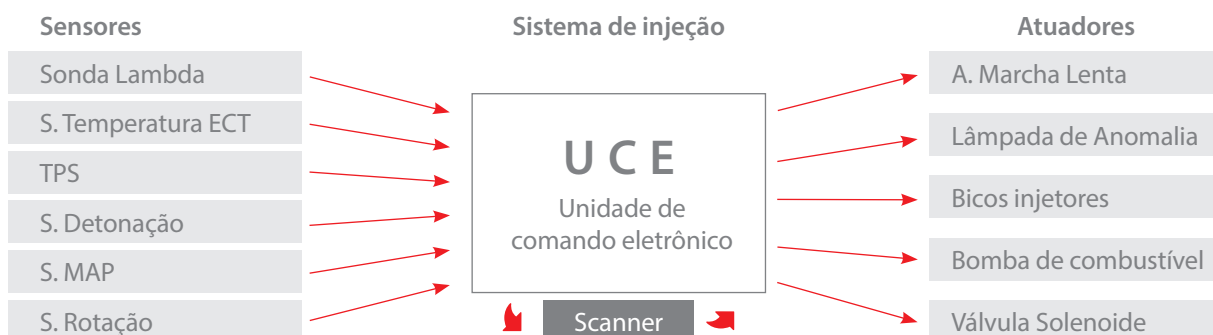 Sensores
Sonda Lambda
S. Temperatura ECT
TPS
S. Detonação
S. MAP
S. Rotação
Sistema de injeção
U C E
Unidade de
comando eletrônico
Scanner
Atuadores
A. Marcha Lenta
Lâmpada de Anomalia
Bicos injetores
Bomba de combustível
Válvula Solenoide